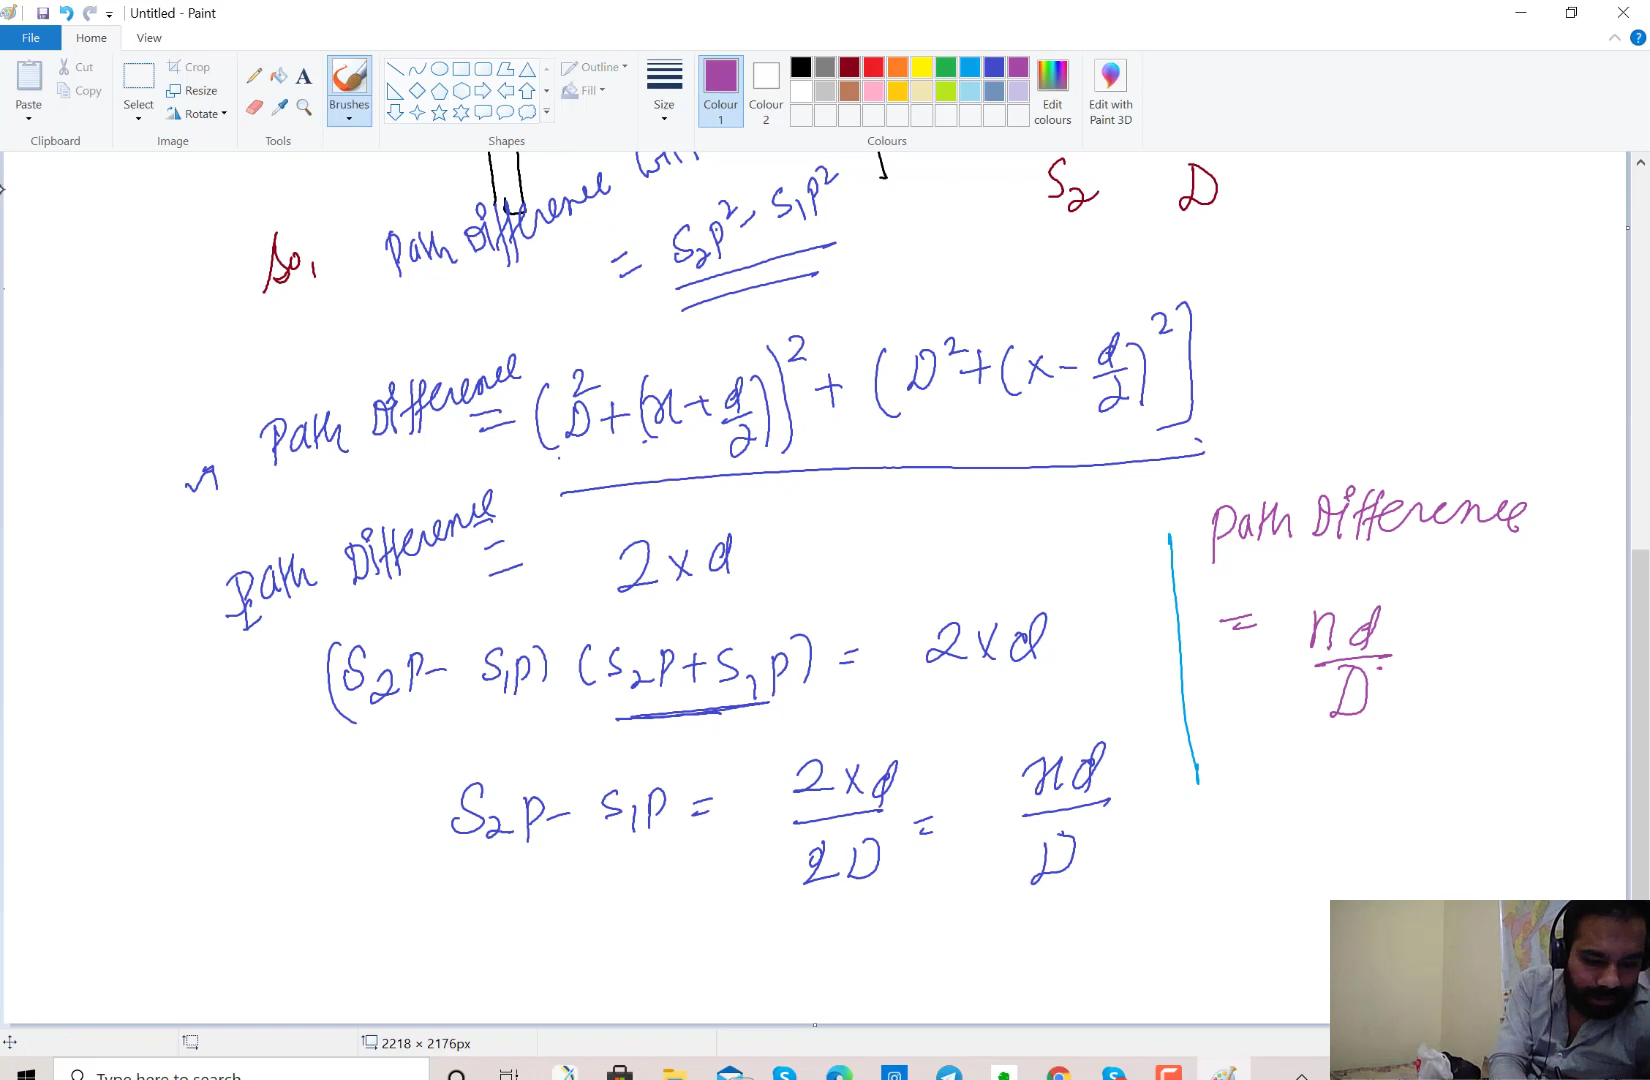 Untitled - Paint
File Home View
Paste
Cut
Copy
Clipboard
Select
Crop
Resize
Rotate
Image
Tools
Brushes
Shapes
Outline
Fill
Size
Colour 1
Colour 2
Colours
Edit colours
Edit with Paint 3D
S₂ D
So, Path Difference will
= S₂P² - S₁P²
Path Difference = (D² + (x + d/2))² + (D² + (x - d/2)²]
Path Difference = 2xd
(S₂P - S₁P) (S₂P + S₁P) = 2xd
S₂P - S₁P = 2xd/2D = xd/D
Path Difference
= xd/D
2218 × 2176px
Type here to search